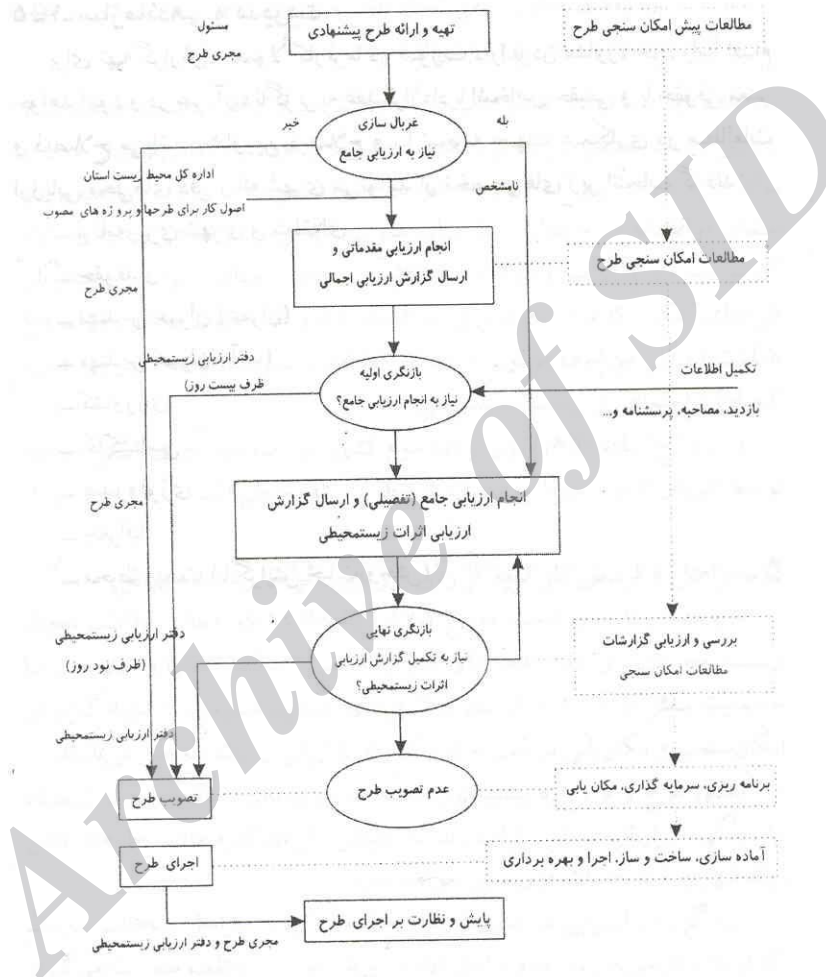 مسئول
مجری طرح
تهیه و ارائه طرح پیشنهادی
مطالعات پیش امکان سنجی طرح
خیر
غربال سازی
نیاز به ارزیابی جامع
بله
نامشخص
اداره کل محیط زیست استان
اصول کار برای طرحها و پروژه های مصوب
انجام ارزیابی مقدماتی و
ارسال گزارش ارزیابی اجمالی
مطالعات امکان سنجی طرح
مجری طرح
دفتر ارزیابی زیستمحیطی
ظرف بیست روز)
بازنگری اولیه
نیاز به انجام ارزیابی جامع؟
تکمیل اطلاعات
بازدید، مصاحبه، پرسشنامه و...
مجری طرح
انجام ارزیابی جامع (تفصیلی) و ارسال گزارش
ارزیابی اثرات زیستمحیطی
دفتر ارزیابی زیستمحیطی
(ظرف نود روز)
بازنگری نهایی
نیاز به تکمیل گزارش ارزیابی
اثرات زیستمحیطی؟
بررسی و ارزیابی گزارشات
مطالعات امکان سنجی
دفتر ارزیابی زیستمحیطی
تصویب طرح
عدم تصویب طرح
برنامه ریزی، سرمایه گذاری، مکان یابی
اجرای طرح
آماده سازی، ساخت و ساز، اجرا و بهره برداری
پایش و نظارت بر اجرای طرح
مجری طرح و دفتر ارزیابی زیستمحیطی
Archive of SID